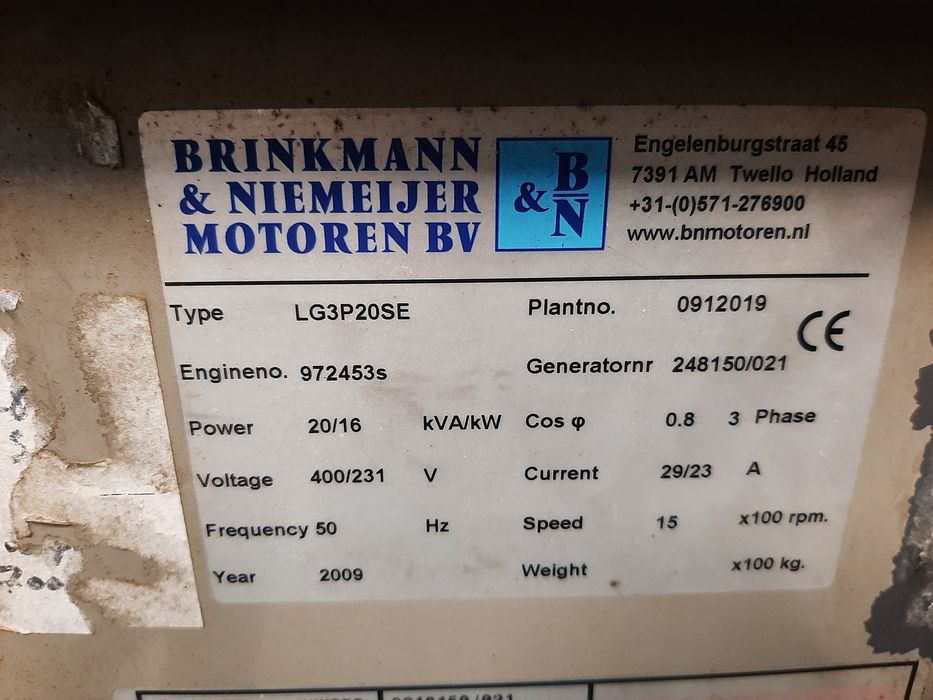 BRINKMANN
& NIEMEIJER
MOTOREN BV
B
& N
Engelenburgstraat 45
7391 AM Twello Holland
+31-(0)571-276900
www.bnmotoren.nl
Type LG3P20SE Plantno. 0912019
CE
Engineno. 972453s Generatornr 248150/021
Power 20/16 kVA/kW Cos φ 0.8 3 Phase
Voltage 400/231 V Current 29/23 A
Frequency 50 Hz Speed 15 x100 rpm.
Year 2009 Weight x100 kg.